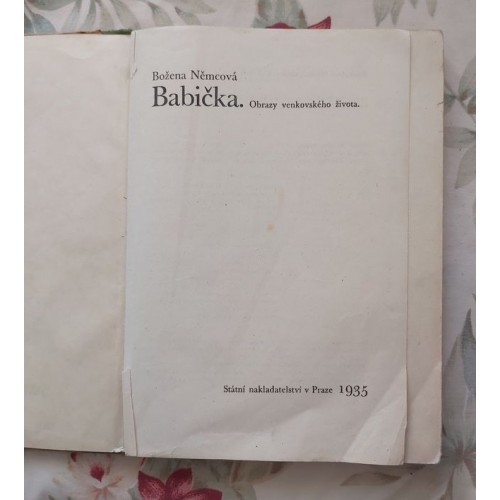 Božena Němcová
Babička. Obrazy venkovského života.
Státní nakladatelství v Praze 1935